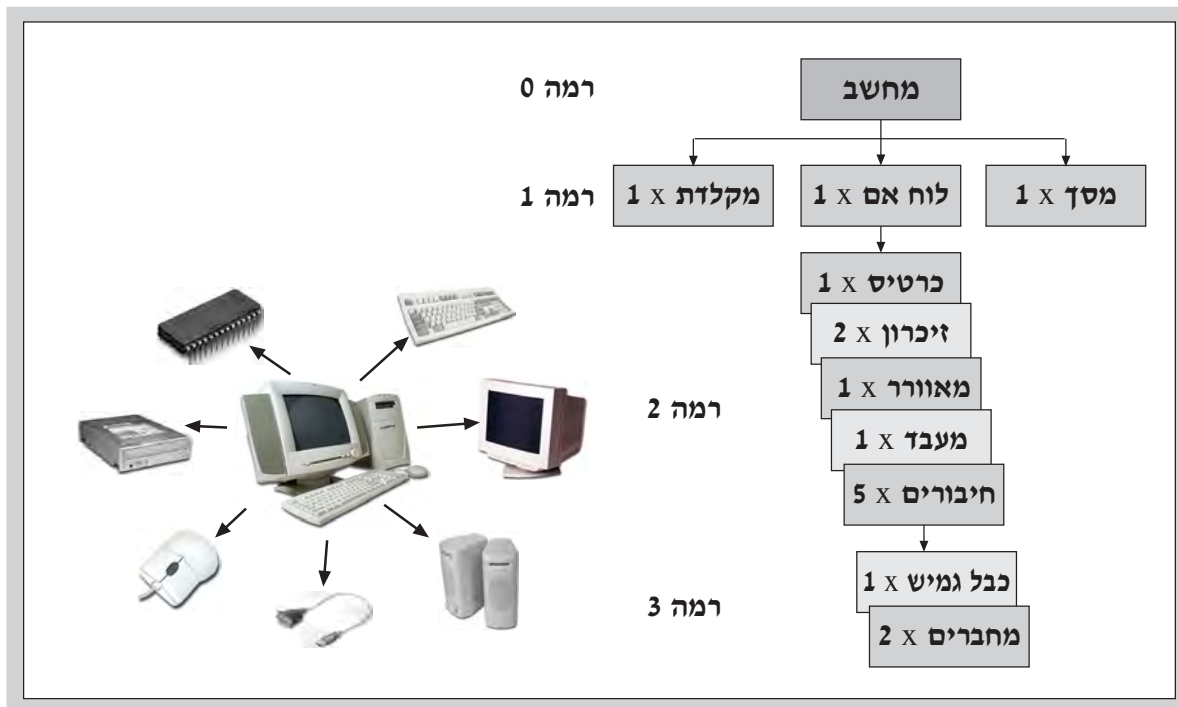 רמה 0
מחשב
רמה 1
מסך x 1
לוח אם x 1
מקלדת x 1
רמה 2
כרטיס x 1
זיכרון x 2
מאוורר x 1
מעבד x 1
חיבורים x 5
רמה 3
כבל גמיש x 1
מחברים x 2